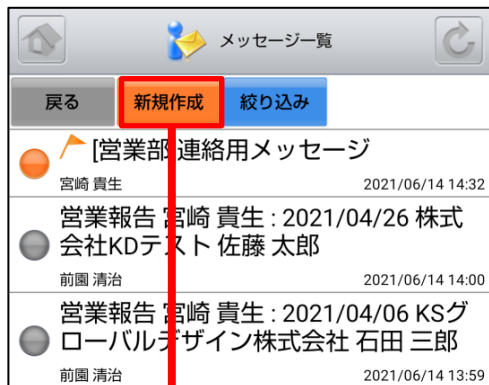 メッセージ一覧
戻る 新規作成 絞り込み
[営業部]連絡用メッセージ
宮崎 貴生 2021/06/14 14:32
営業報告 宮崎 貴生 : 2021/04/26 株式
会社KDテスト 佐藤 太郎
前園 清治 2021/06/14 14:00
営業報告 宮崎 貴生 : 2021/04/06 KSグ
ローバルデザイン株式会社 石田 三郎
前園 清治 2021/06/14 13:59